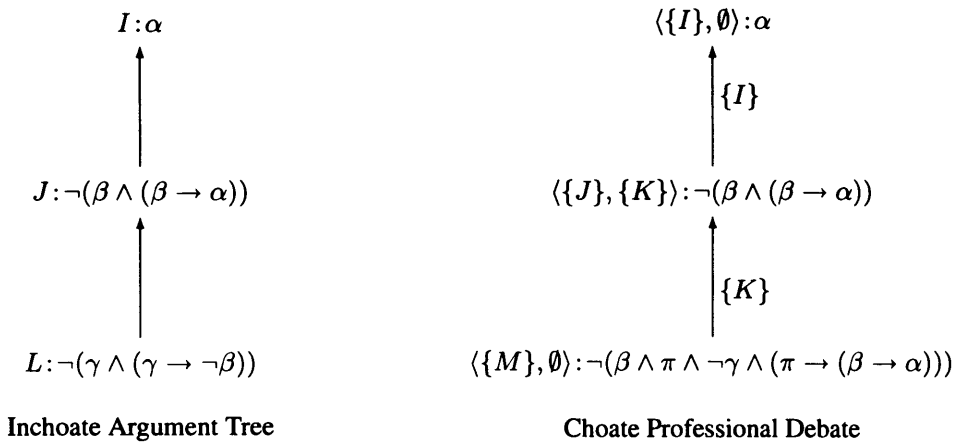 I:α ⟨{I}, ∅⟩:α
{I}
J:¬(β ∧ (β → α)) ⟨{J}, {K}⟩:¬(β ∧ (β → α))
{K}
L:¬(γ ∧ (γ → ¬β)) ⟨{M}, ∅⟩:¬(β ∧ π ∧ ¬γ ∧ (π → (β → α)))
Inchoate Argument Tree Choate Professional Debate